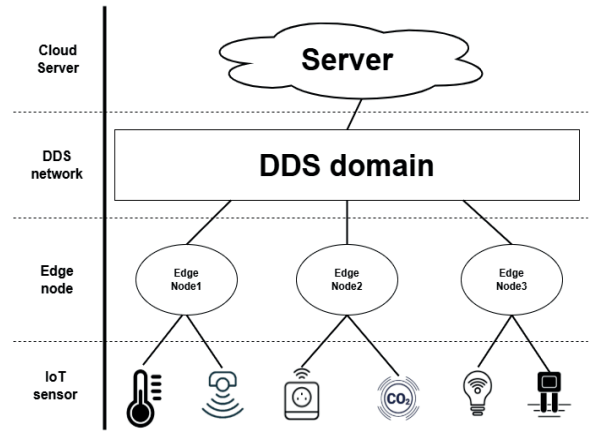 Cloud
Server
Server
DDS
network
DDS domain
Edge
node
Edge
Node1
Edge
Node2
Edge
Node3
IoT
sensor
CO2